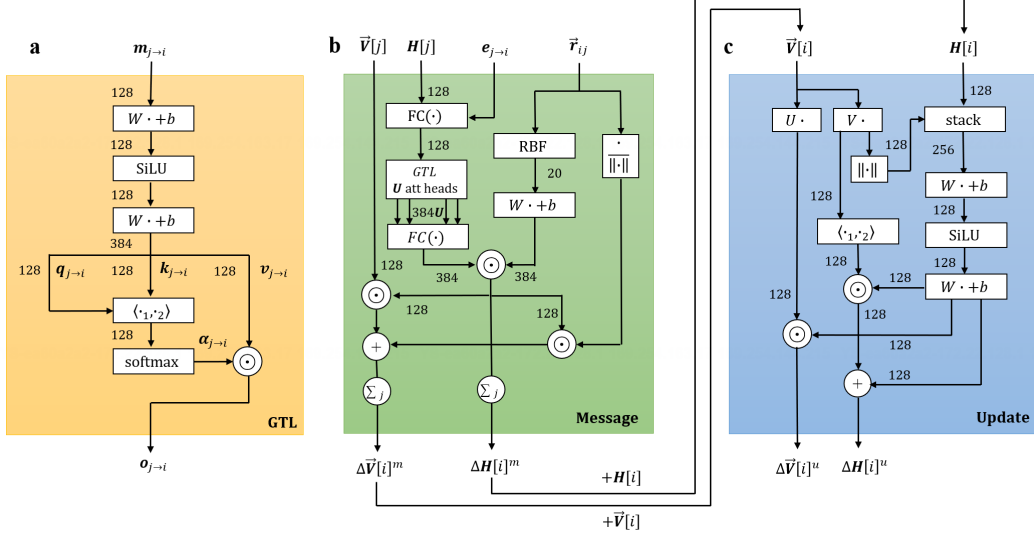 a
m_{j→i}
128
W · +b
128
SiLU
128
W · +b
384
128
q_{j→i}
128
k_{j→i}
128
v_{j→i}
⟨·₁,·₂⟩
128
softmax
α_{j→i}
⊙
GTL
o_{j→i}
b
V⃗[j]
H[j]
e_{j→i}
r⃗_{ij}
128
FC(·)
128
GTL
U att heads
384U
FC(·)
RBF
20
W · +b
·
‖·‖
384
⊙
384
128
⊙
128
128
+
⊙
Σ_j
Σ_j
Message
ΔV⃗[i]^m
ΔH[i]^m
+H[i]
+V⃗[i]
c
V⃗[i]
H[i]
128
U ·
V ·
128
stack
‖·‖
256
W · +b
128
128
SiLU
⟨·₁,·₂⟩
128
128
128
⊙
W · +b
128
⊙
128
+
128
Update
ΔV⃗[i]^u
ΔH[i]^u